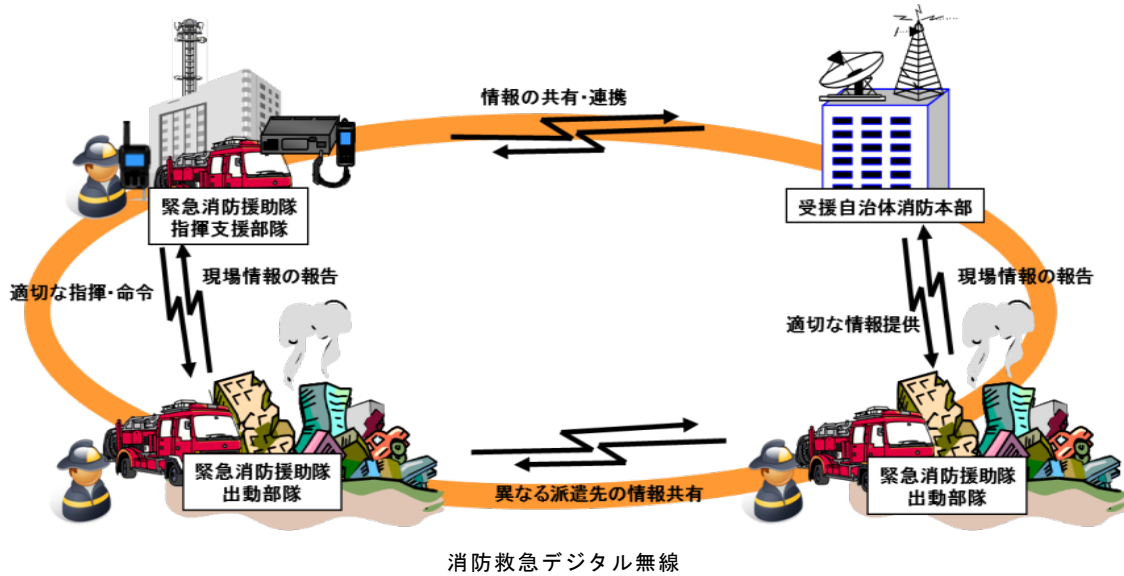 情報の共有・連携
緊急消防援助隊
指揮支援部隊
受援自治体消防本部
適切な指揮・命令
現場情報の報告
現場情報の報告
適切な情報提供
緊急消防援助隊
出動部隊
異なる派遣先の情報共有
緊急消防援助隊
出動部隊
消防救急デジタル無線